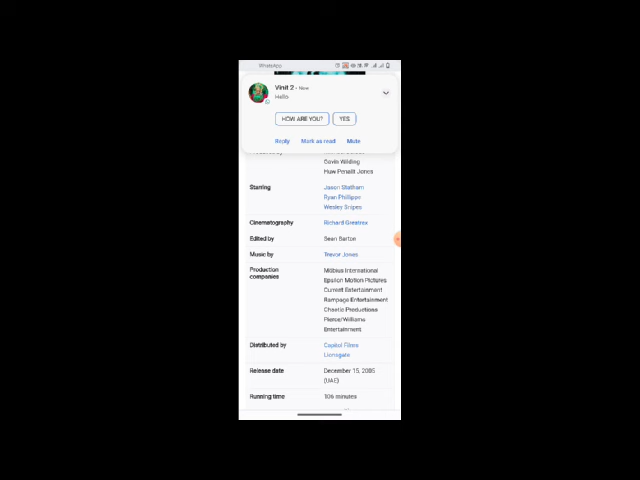 WhatsApp
Vinit 2 • Now
Hello
HOW ARE YOU?
YES
Reply
Mark as read
Mute
Gavin Wilding
Huw Penallt Jones
Starring
Jason Statham
Ryan Phillippe
Wesley Snipes
Cinematography
Richard Greatrex
Edited by
Sean Barton
Music by
Trevor Jones
Production
companies
Möbius International
Epsilon Motion Pictures
Current Entertainment
Rampage Entertainment
Chaotic Productions
Pierce/Williams
Entertainment
Distributed by
Capitol Films
Lionsgate
Release date
December 15, 2005
(UAE)
Running time
106 minutes